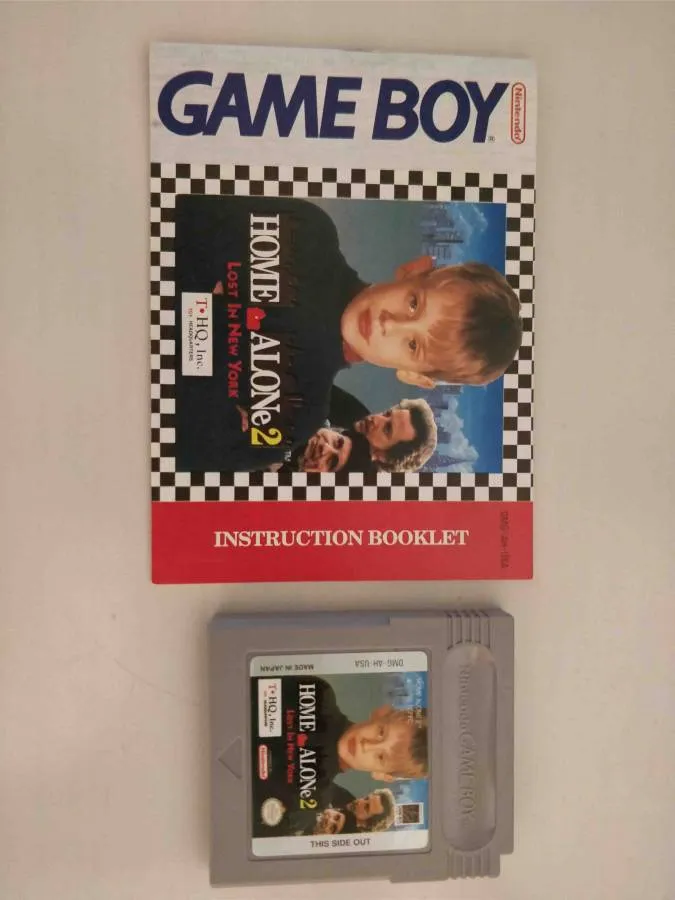 GAME BOY
Nintendo
®
HOME ALONe 2
™
LOST IN NEW YORK
T•HQ, Inc.
TOY HEADQUARTERS
INSTRUCTION BOOKLET
DMG-AH-USA
Nintendo GAME BOY
DMG-AH-USA
MADE IN JAPAN
HOME ALONe 2
LOST IN NEW YORK
T•HQ, Inc.
Nintendo
THIS SIDE OUT